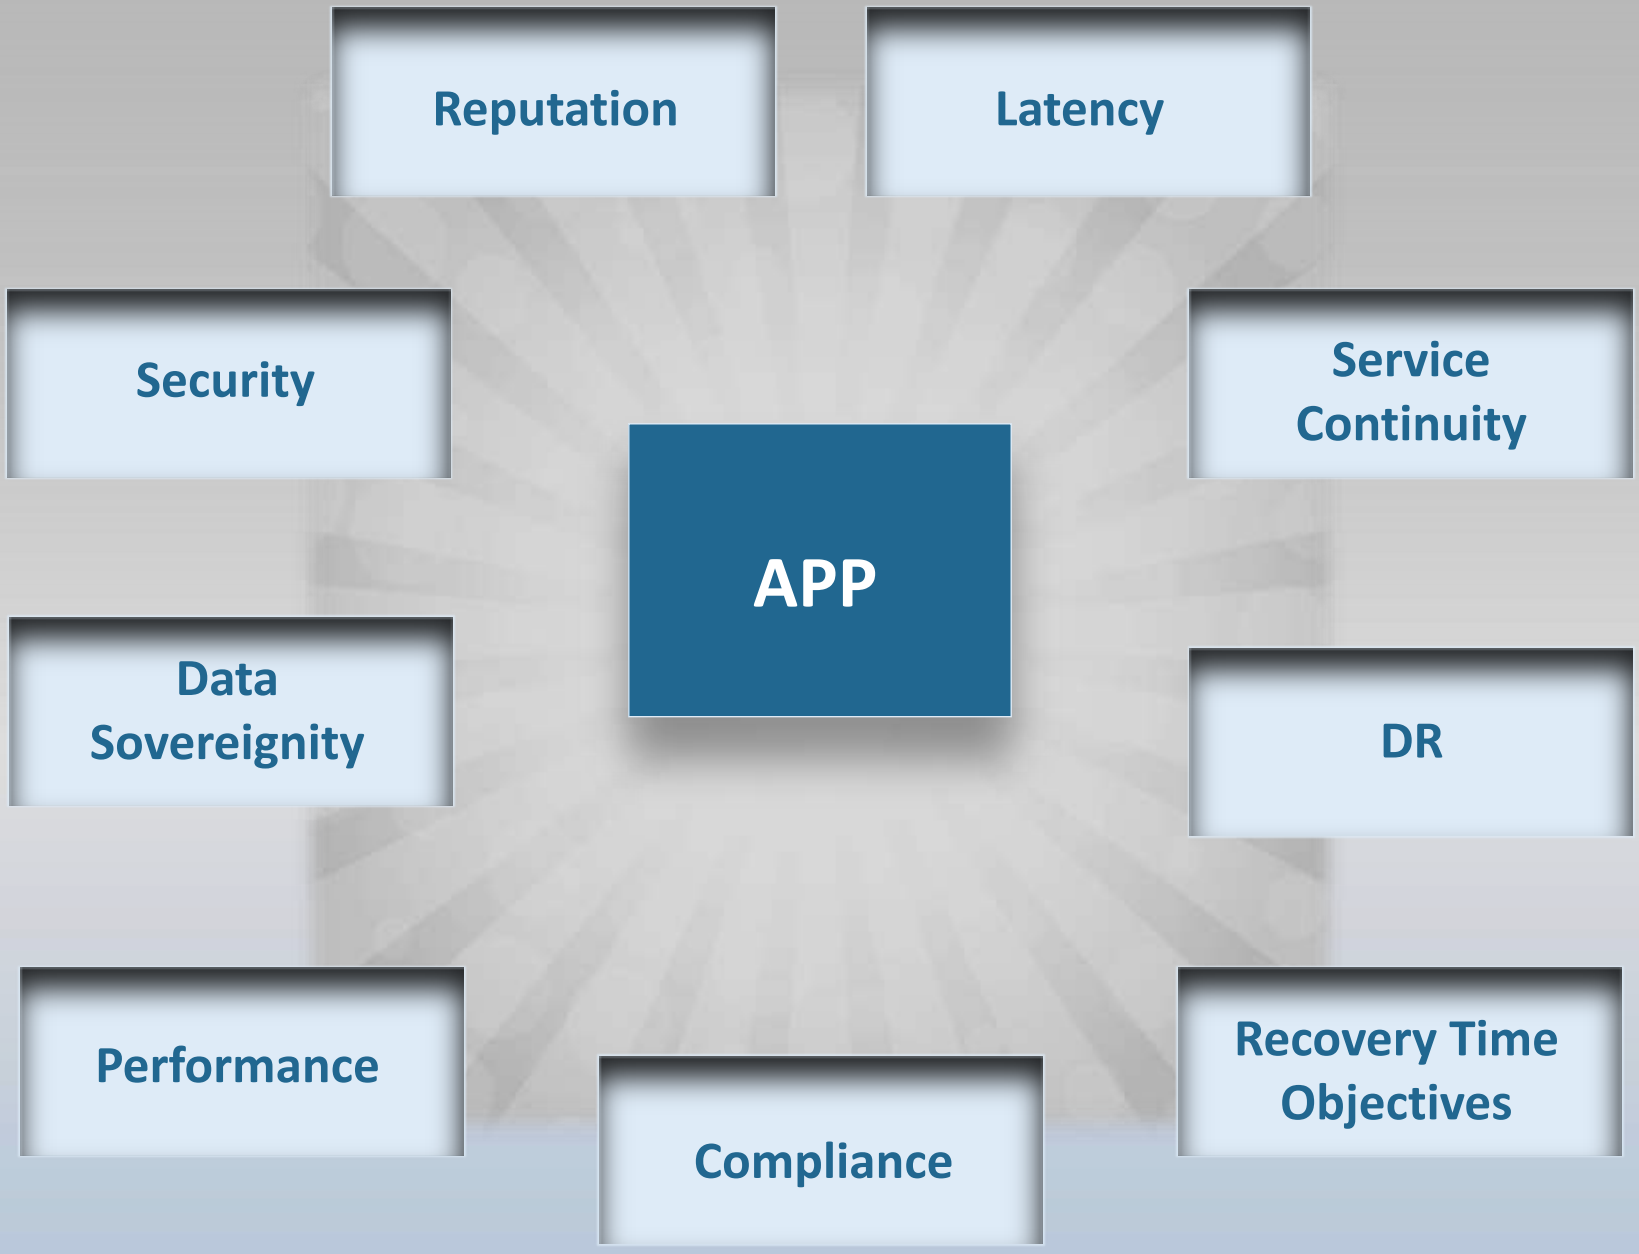 Reputation
Latency
Security
Service
Continuity
APP
Data
Sovereignity
DR
Performance
Recovery Time
Objectives
Compliance